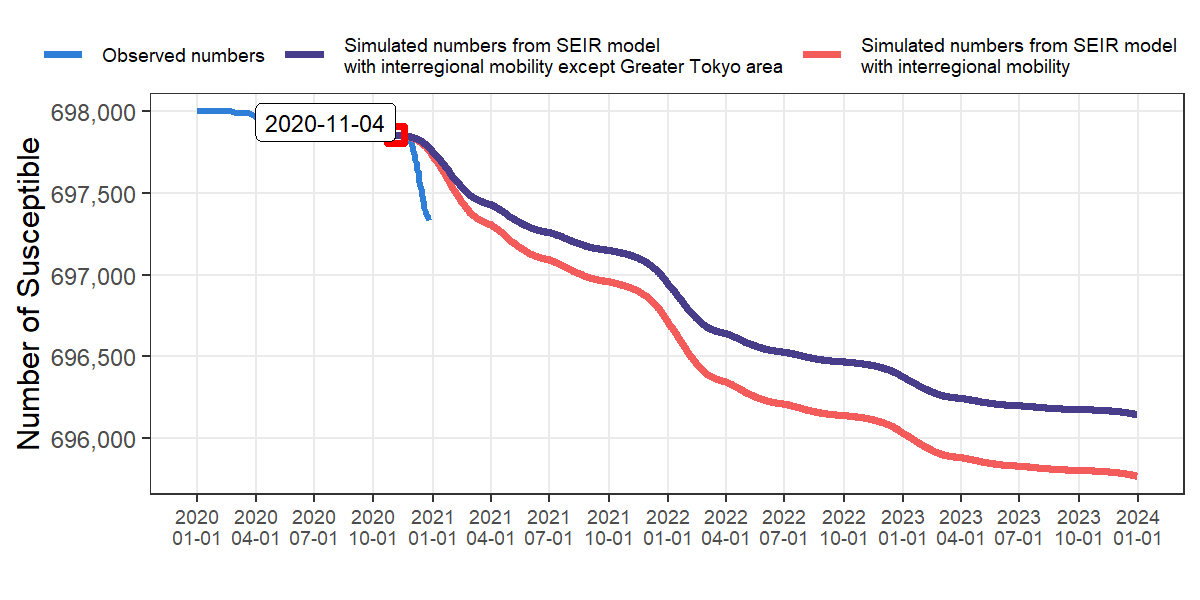 Observed numbers
Simulated numbers from SEIR model
with interregional mobility except Greater Tokyo area
Simulated numbers from SEIR model
with interregional mobility
Number of Susceptible
698,000
697,500
697,000
696,500
696,000
2020-11-04
2020 2020 2020 2020 2021 2021 2021 2021 2022 2022 2022 2022 2023 2023 2023 2023 2024
01-01 04-01 07-01 10-01 01-01 04-01 07-01 10-01 01-01 04-01 07-01 10-01 01-01 04-01 07-01 10-01 01-01